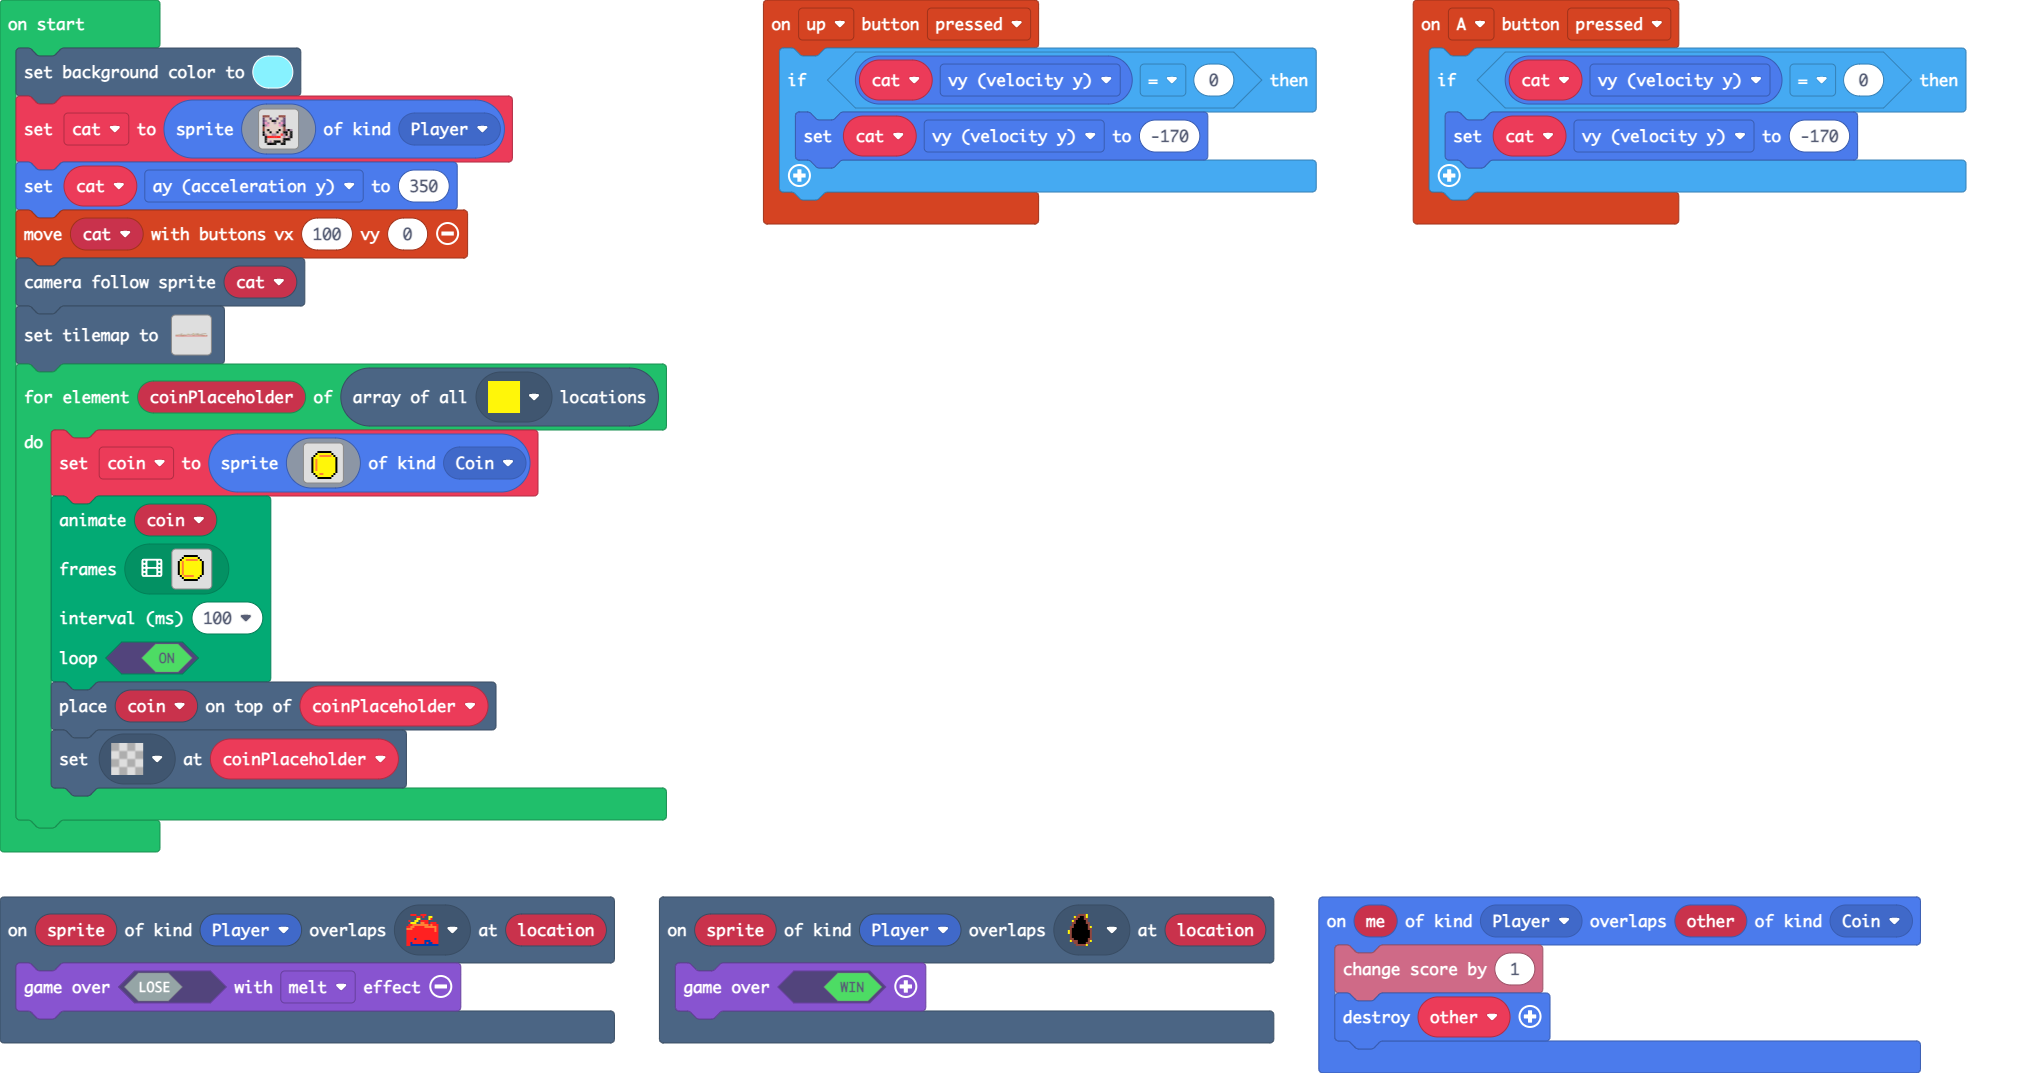 on start
set background color to
set cat to sprite of kind Player
set cat ay (acceleration y) to 350
move cat with buttons vx 100 vy 0
camera follow sprite cat
set tilemap to
for element coinPlaceholder of array of all locations
do
set coin to sprite of kind Coin
animate coin
frames
interval (ms) 100
loop ON
place coin on top of coinPlaceholder
set at coinPlaceholder
on up button pressed
if cat vy (velocity y) = 0 then
set cat vy (velocity y) to -170
on A button pressed
if cat vy (velocity y) = 0 then
set cat vy (velocity y) to -170
on sprite of kind Player overlaps at location
game over LOSE with melt effect
on sprite of kind Player overlaps at location
game over WIN
on me of kind Player overlaps other of kind Coin
change score by 1
destroy other